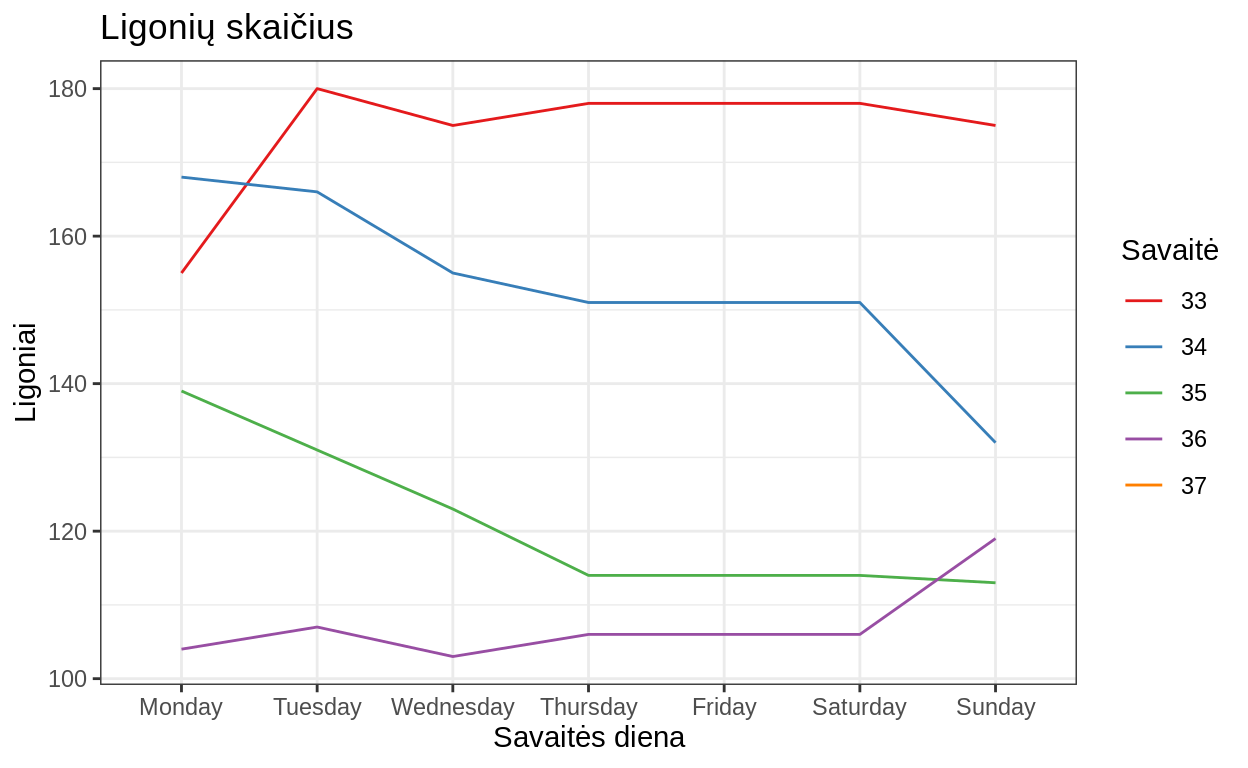 Ligonių skaičius
Ligoniai
180
160
140
120
100
Monday Tuesday Wednesday Thursday Friday Saturday Sunday
Savaitės diena
Savaitė
33
34
35
36
37